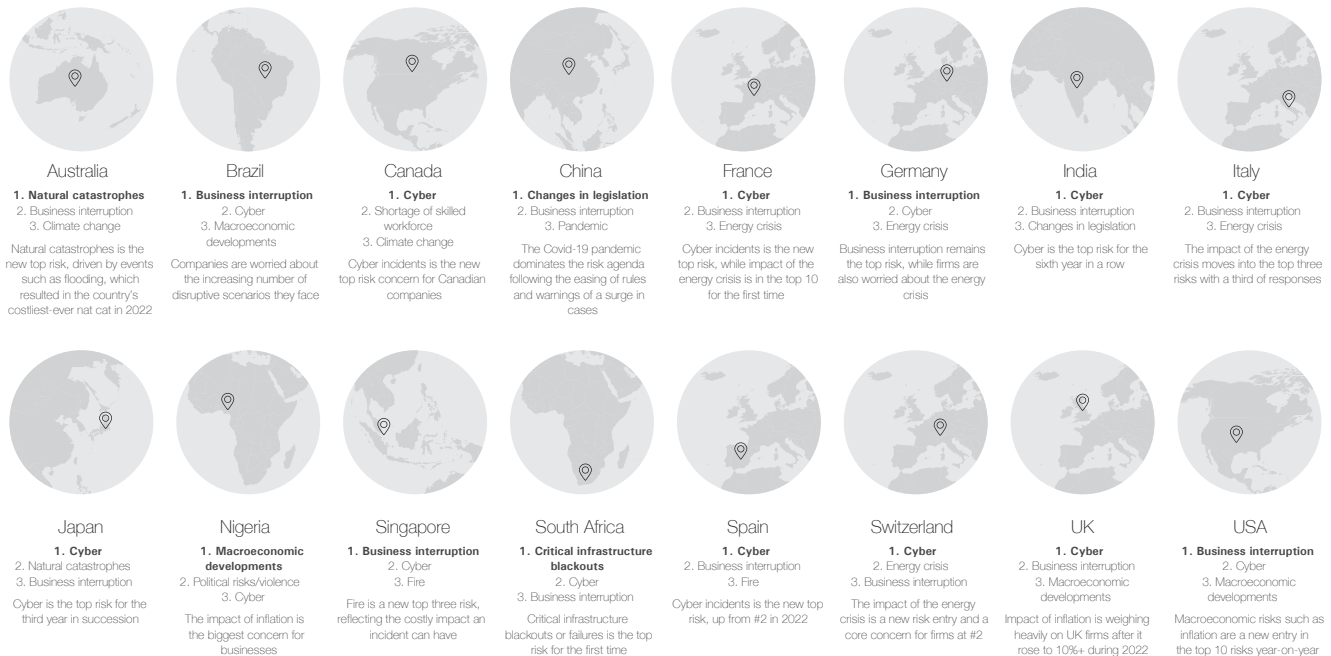 Australia
1. Natural catastrophes
2. Business interruption
3. Climate change
Natural catastrophes is the
new top risk, driven by events
such as flooding, which
resulted in the country's
costliest-ever nat cat in 2022
Brazil
1. Business interruption
2. Cyber
3. Macroeconomic
developments
Companies are worried about
the increasing number of
disruptive scenarios they face
Canada
1. Cyber
2. Shortage of skilled
workforce
3. Climate change
Cyber incidents is the new
top risk concern for Canadian
companies
China
1. Changes in legislation
2. Business interruption
3. Pandemic
The Covid-19 pandemic
dominates the risk agenda
following the easing of rules
and warnings of a surge in
cases
France
1. Cyber
2. Business interruption
3. Energy crisis
Cyber incidents is the new
top risk, while impact of the
energy crisis is in the top 10
for the first time
Germany
1. Business interruption
2. Cyber
3. Energy crisis
Business interruption remains
the top risk, while firms are
also worried about the energy
crisis
India
1. Cyber
2. Business interruption
3. Changes in legislation
Cyber is the top risk for the
sixth year in a row
Italy
1. Cyber
2. Business interruption
3. Energy crisis
The impact of the energy
crisis moves into the top three
risks with a third of responses
Japan
1. Cyber
2. Natural catastrophes
3. Business interruption
Cyber is the top risk for the
third year in succession
Nigeria
1. Macroeconomic
developments
2. Political risks/violence
3. Cyber
The impact of inflation is
the biggest concern for
businesses
Singapore
1. Business interruption
2. Cyber
3. Fire
Fire is a new top three risk,
reflecting the costly impact an
incident can have
South Africa
1. Critical infrastructure
blackouts
2. Cyber
3. Business interruption
Critical infrastructure
blackouts or failures is the top
risk for the first time
Spain
1. Cyber
2. Business interruption
3. Fire
Cyber incidents is the new top
risk, up from #2 in 2022
Switzerland
1. Cyber
2. Energy crisis
3. Business interruption
The impact of the energy
crisis is a new risk entry and a
core concern for firms at #2
UK
1. Cyber
2. Business interruption
3. Macroeconomic
developments
Impact of inflation is weighing
heavily on UK firms after it
rose to 10%+ during 2022
USA
1. Business interruption
2. Cyber
3. Macroeconomic
developments
Macroeconomic risks such as
inflation are a new entry in
the top 10 risks year-on-year